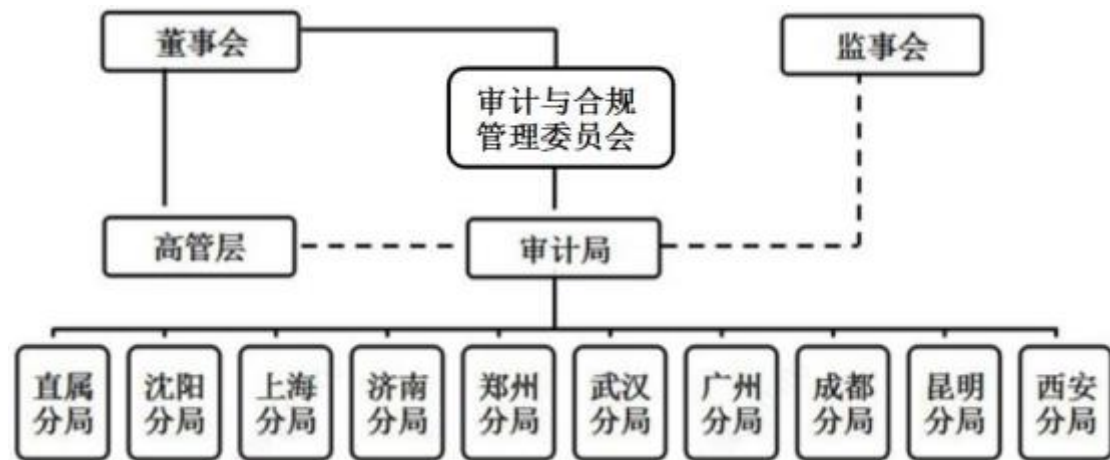 董事会
监事会
审计与合规
管理委员会
高管层
审计局
直属
分局
沈阳
分局
上海
分局
济南
分局
郑州
分局
武汉
分局
广州
分局
成都
分局
昆明
分局
西安
分局